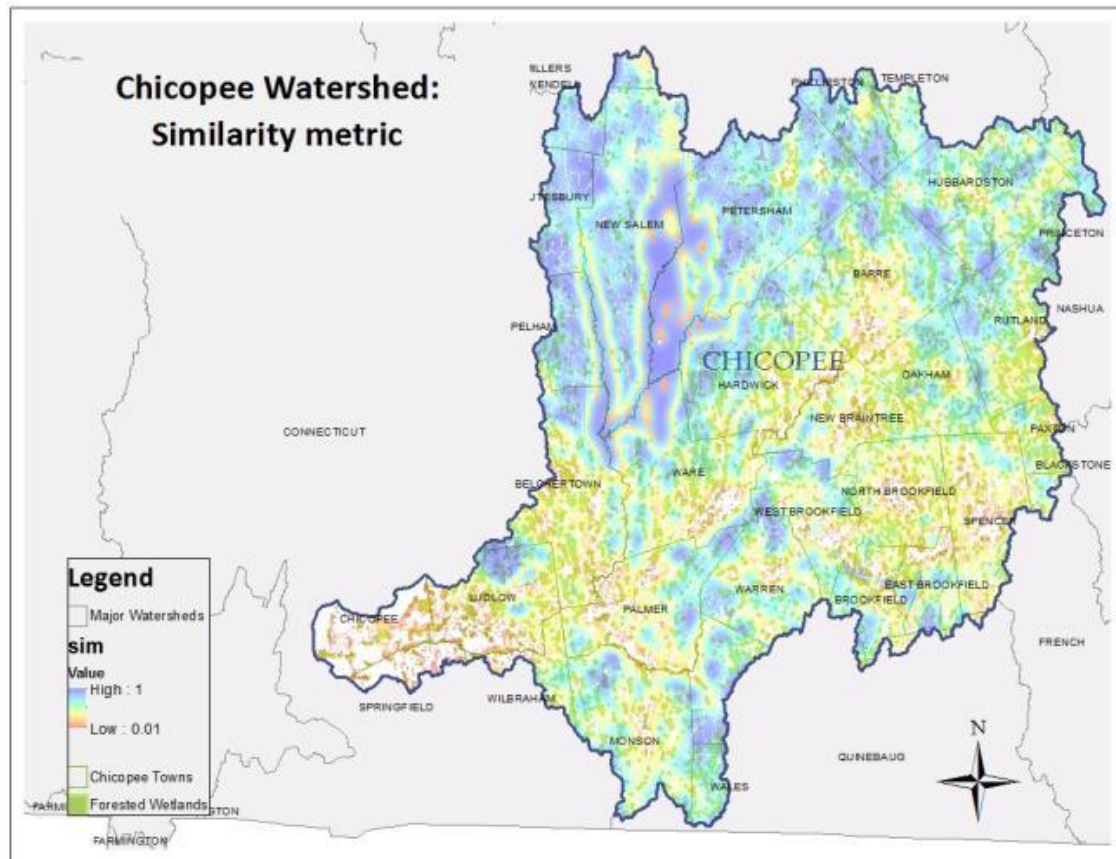 Chicopee Watershed:
Similarity metric
PHILLIPSTON
TEMPLETON
HUBBARDSTON
NEW SALEM
PETERSHAM
PRINCETON
BARRE
NASHUA
RUTLAND
PELHAM
CHICOPEE
HARDWICK
OAKHAM
NEW BRAINTREE
CONNECTICUT
PAXTON
BLACKSTONE
WARE
BELCHERTOWN
NORTH BROOKFIELD
WEST BROOKFIELD
SPENCER
LUDLOW
WARREN
EAST BROOKFIELD
BROOKFIELD
PALMER
CHICOPEE
FRENCH
WILBRAHAM
SPRINGFIELD
MONSON
QUINEBAUG
WALES
N
Legend
Major Watersheds
sim
Value
High : 1
Low : 0.01
Chicopee Towns
Forested Wetlands
FARMINGTON